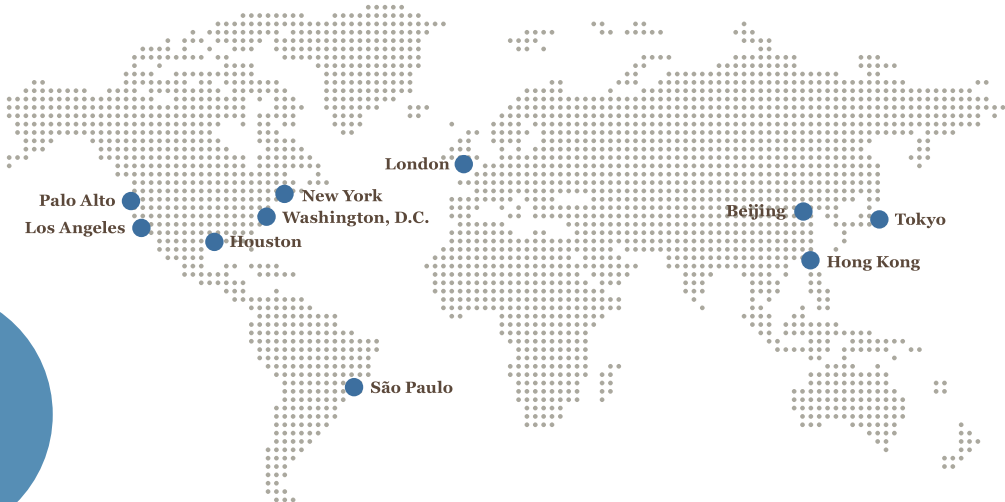 London
Palo Alto
New York
Los Angeles
Washington, D.C.
Houston
Beijing
Tokyo
Hong Kong
São Paulo